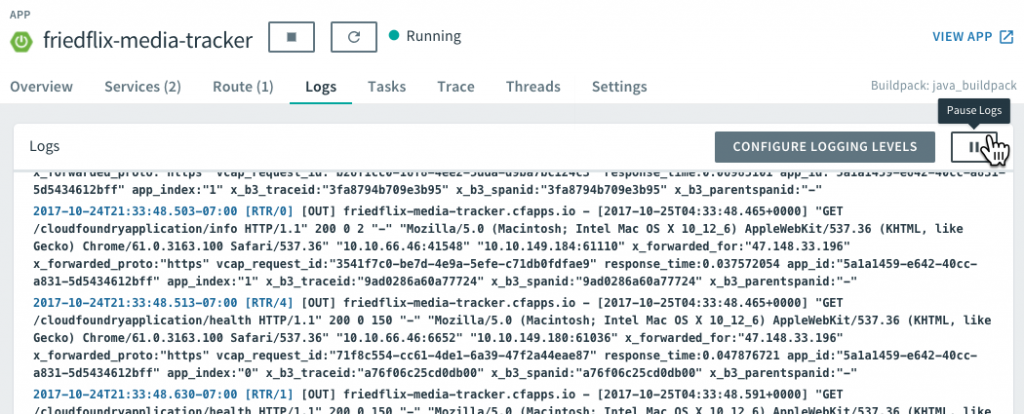 APP
friedflix-media-tracker
Running
VIEW APP
Overview Services (2) Route (1) Logs Tasks Trace Threads Settings
Buildpack: java_buildpack
Pause Logs
Logs
CONFIGURE LOGGING LEVELS
x_forwarded_proto:"https" response_time:
5d5434612bff" app_index:"1" x_b3_traceid:"3fa8794b709e3b95" x_b3_spanid:"3fa8794b709e3b95" x_b3_parentspanid:"-"
2017-10-24T21:33:48.503-07:00 [RTR/0] [OUT] friedflix-media-tracker.cfapps.io - [2017-10-25T04:33:48.465+0000] "GET
/cloudfoundryapplication/info HTTP/1.1" 200 0 2 "-" "Mozilla/5.0 (Macintosh; Intel Mac OS X 10_12_6) AppleWebKit/537.36 (KHTML, like
Gecko) Chrome/61.0.3163.100 Safari/537.36" "10.10.66.46:41548" "10.10.149.184:61110" x_forwarded_for:"47.148.33.196"
x_forwarded_proto:"https" vcap_request_id:"3541f7c0-be7d-4e9a-5efe-c71db0fdfae9" response_time:0.037572054 app_id:"5a1a1459-e642-40cc-
a831-5d5434612bff" app_index:"1" x_b3_traceid:"9ad0286a60a77724" x_b3_spanid:"9ad0286a60a77724" x_b3_parentspanid:"-"
2017-10-24T21:33:48.513-07:00 [RTR/4] [OUT] friedflix-media-tracker.cfapps.io - [2017-10-25T04:33:48.465+0000] "GET
/cloudfoundryapplication/health HTTP/1.1" 200 0 150 "-" "Mozilla/5.0 (Macintosh; Intel Mac OS X 10_12_6) AppleWebKit/537.36 (KHTML, like
Gecko) Chrome/61.0.3163.100 Safari/537.36" "10.10.66.46:6652" "10.10.149.180:61036" x_forwarded_for:"47.148.33.196"
x_forwarded_proto:"https" vcap_request_id:"71f8c554-cc61-4de1-6a39-47f2a44eae87" response_time:0.047876721 app_id:"5a1a1459-e642-40cc-
a831-5d5434612bff" app_index:"0" x_b3_traceid:"a76f06c25cd0db00" x_b3_spanid:"a76f06c25cd0db00" x_b3_parentspanid:"-"
2017-10-24T21:33:48.630-07:00 [RTR/1] [OUT] friedflix-media-tracker.cfapps.io - [2017-10-25T04:33:48.591+0000] "GET
/cloudfoundryapplication/health HTTP/1.1" 200 0 150 "-" "Mozilla/5.0 (Macintosh; Intel Mac OS X 10_12_6) AppleWebKit/537.36 (KHTML, like